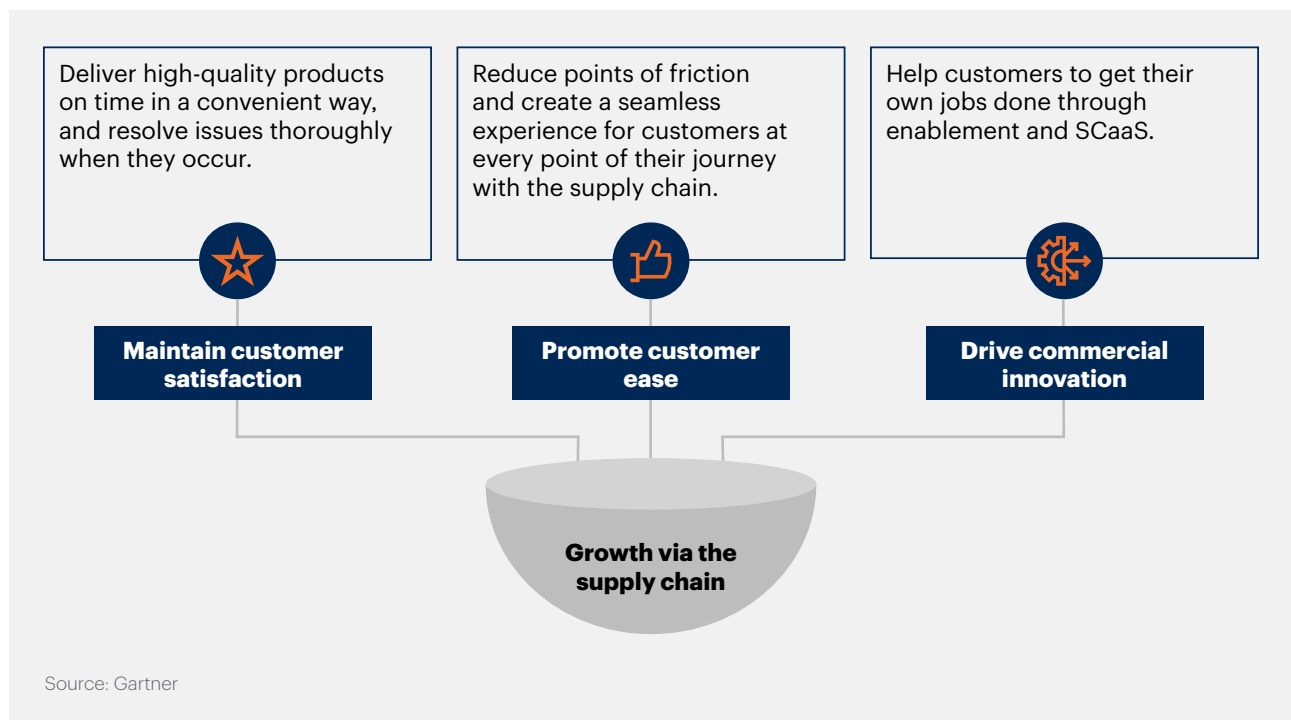 Deliver high-quality products
on time in a convenient way,
and resolve issues thoroughly
when they occur.
Reduce points of friction
and create a seamless
experience for customers at
every point of their journey
with the supply chain.
Help customers to get their
own jobs done through
enablement and SCaaS.
Maintain customer
satisfaction
Promote customer
ease
Drive commercial
innovation
Growth via the
supply chain
Source: Gartner